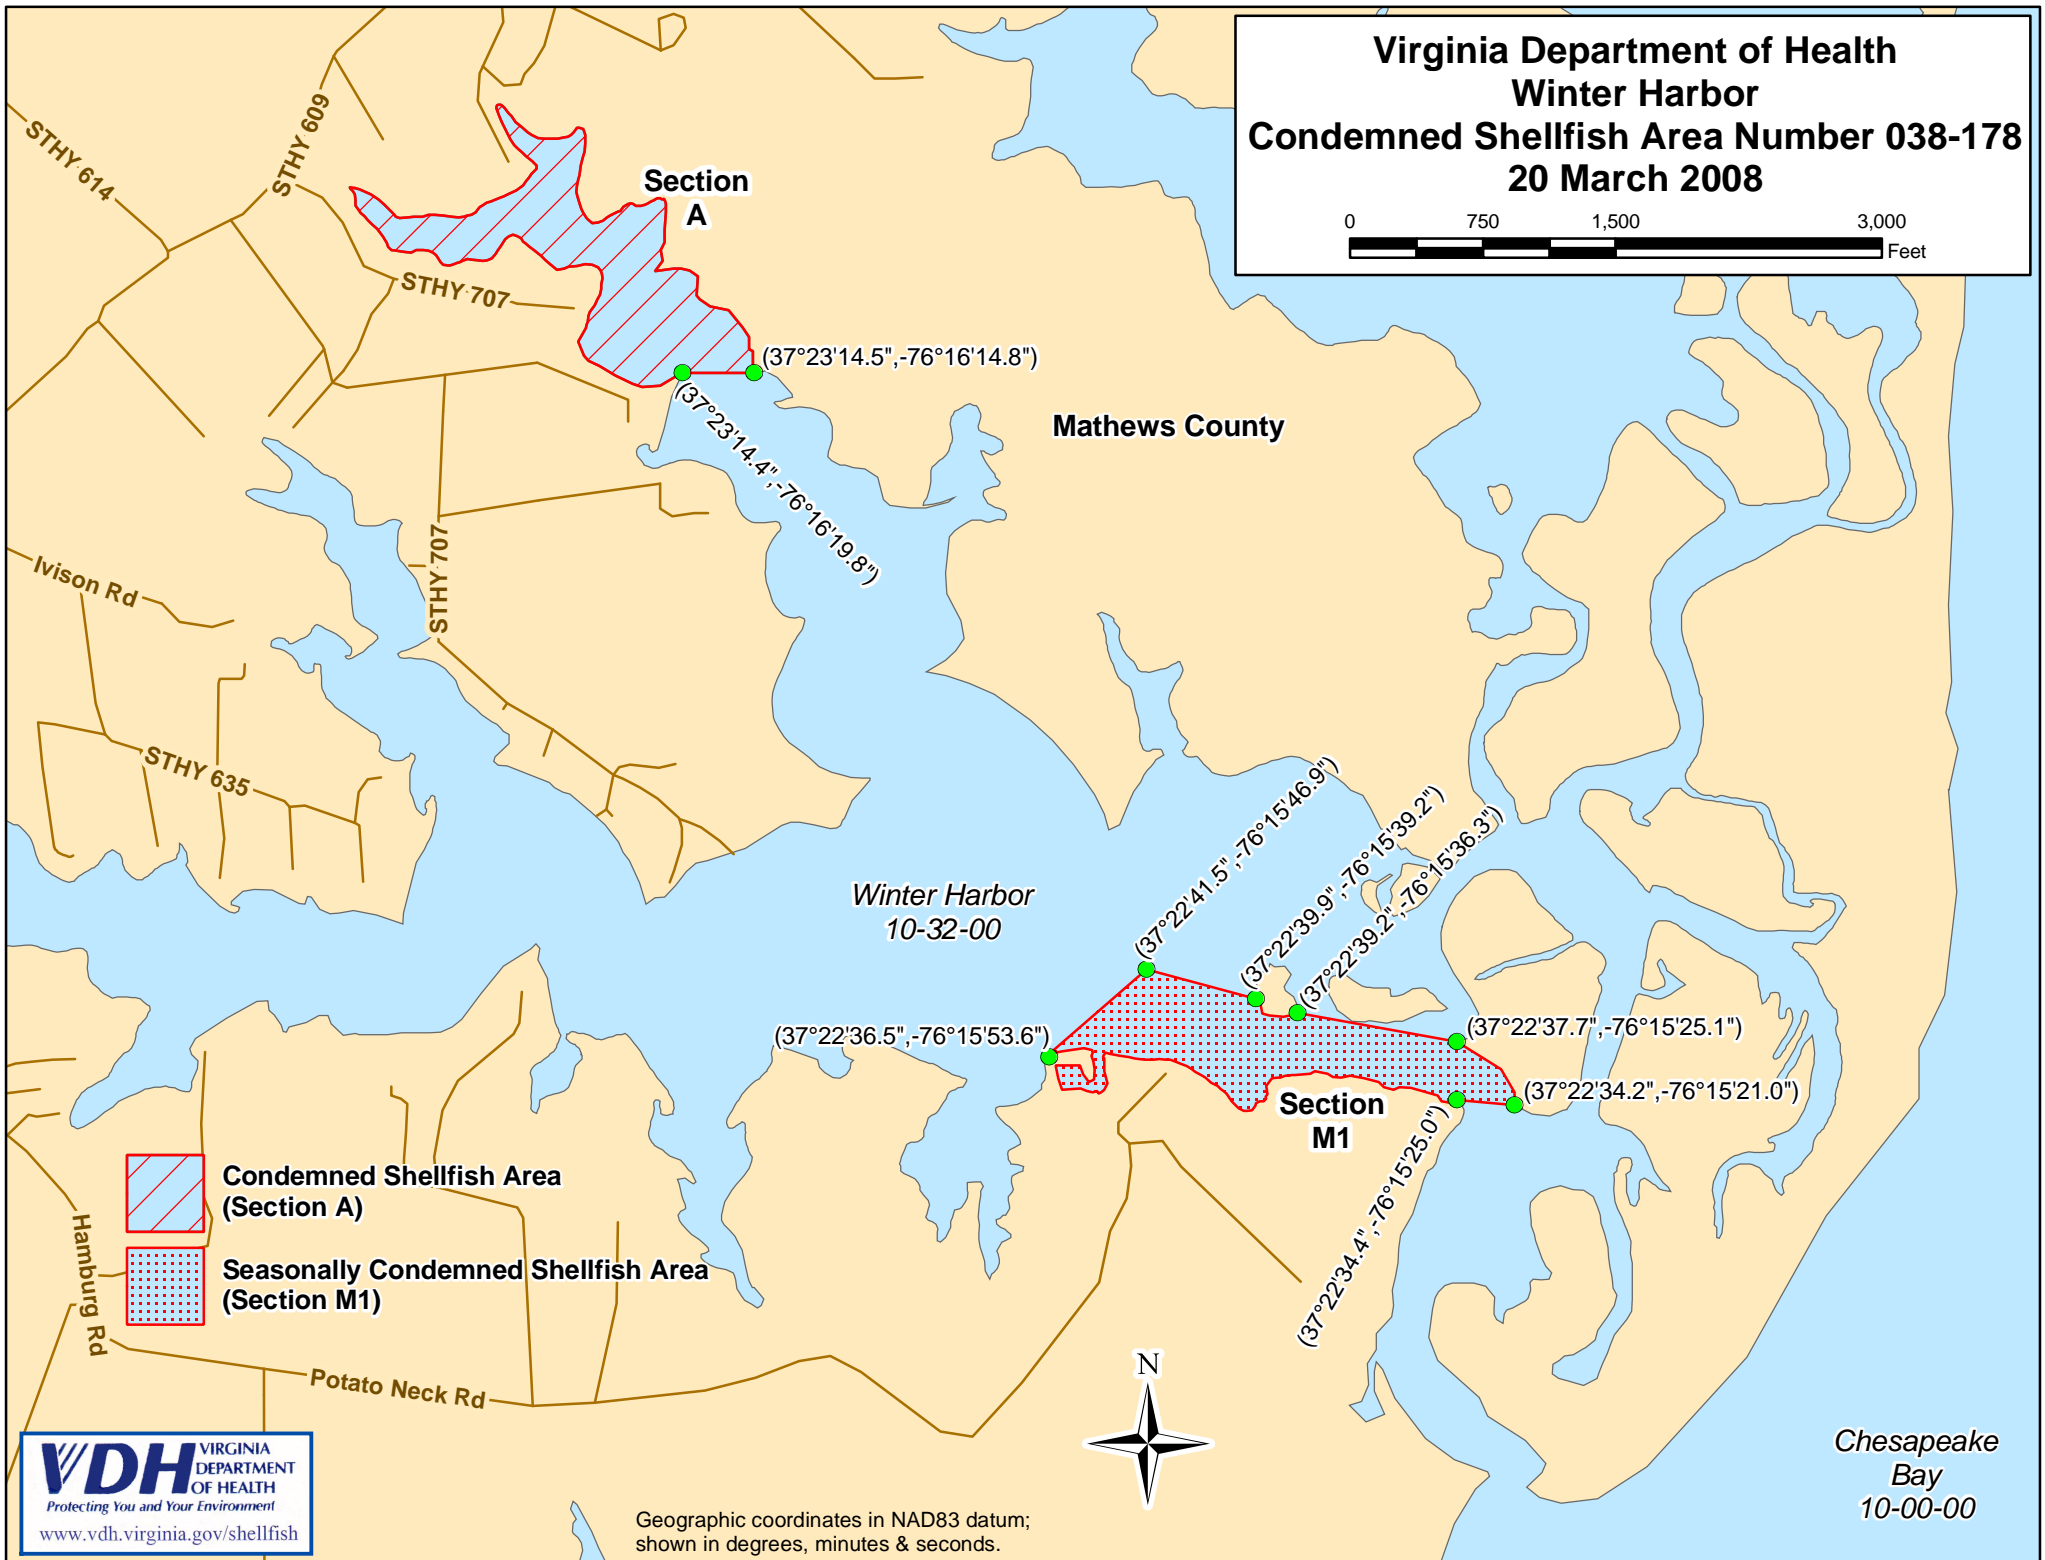 Virginia Department of Health
Winter Harbor
Condemned Shellfish Area Number 038-178
20 March 2008
0 750 1,500 3,000
Feet
STHY 614
STHY 609
Section
A
STHY 707
(37°23'14.5",-76°16'14.8")
(37°23'14.4",-76°16'19.8")
Mathews County
STHY 707
Ivison Rd
STHY 635
Winter Harbor
10-32-00
(37°22'41.5",-76°15'46.9")
(37°22'39.9",-76°15'39.2")
(37°22'39.2",-76°15'36.3")
(37°22'36.5",-76°15'53.6")
(37°22'37.7",-76°15'25.1")
(37°22'34.2",-76°15'21.0")
(37°22'34.4",-76°15'25.0")
Section
M1
Condemned Shellfish Area
(Section A)
Seasonally Condemned Shellfish Area
(Section M1)
Hamburg Rd
Potato Neck Rd
N
Chesapeake
Bay
10-00-00
VDH
VIRGINIA
DEPARTMENT
OF HEALTH
Protecting You and Your Environment
www.vdh.virginia.gov/shellfish
Geographic coordinates in NAD83 datum;
shown in degrees, minutes & seconds.